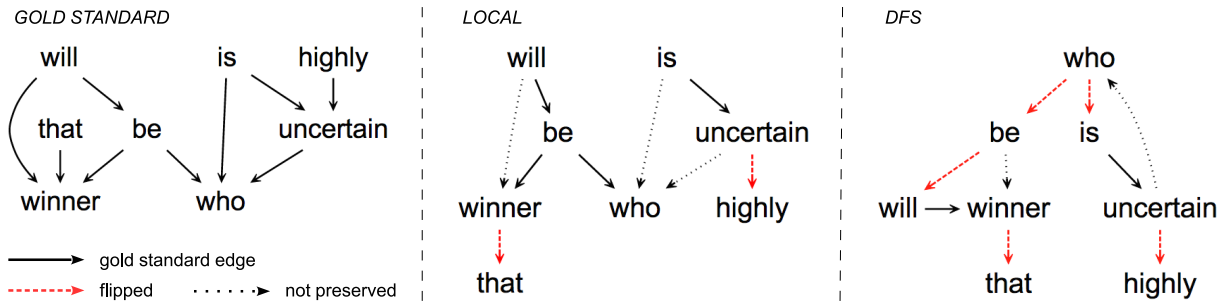 GOLD STANDARD
will is highly
that be uncertain
winner who
gold standard edge
flipped not preserved
LOCAL
will is
be uncertain
winner who highly
that
DFS
who
be is
will winner uncertain
that highly